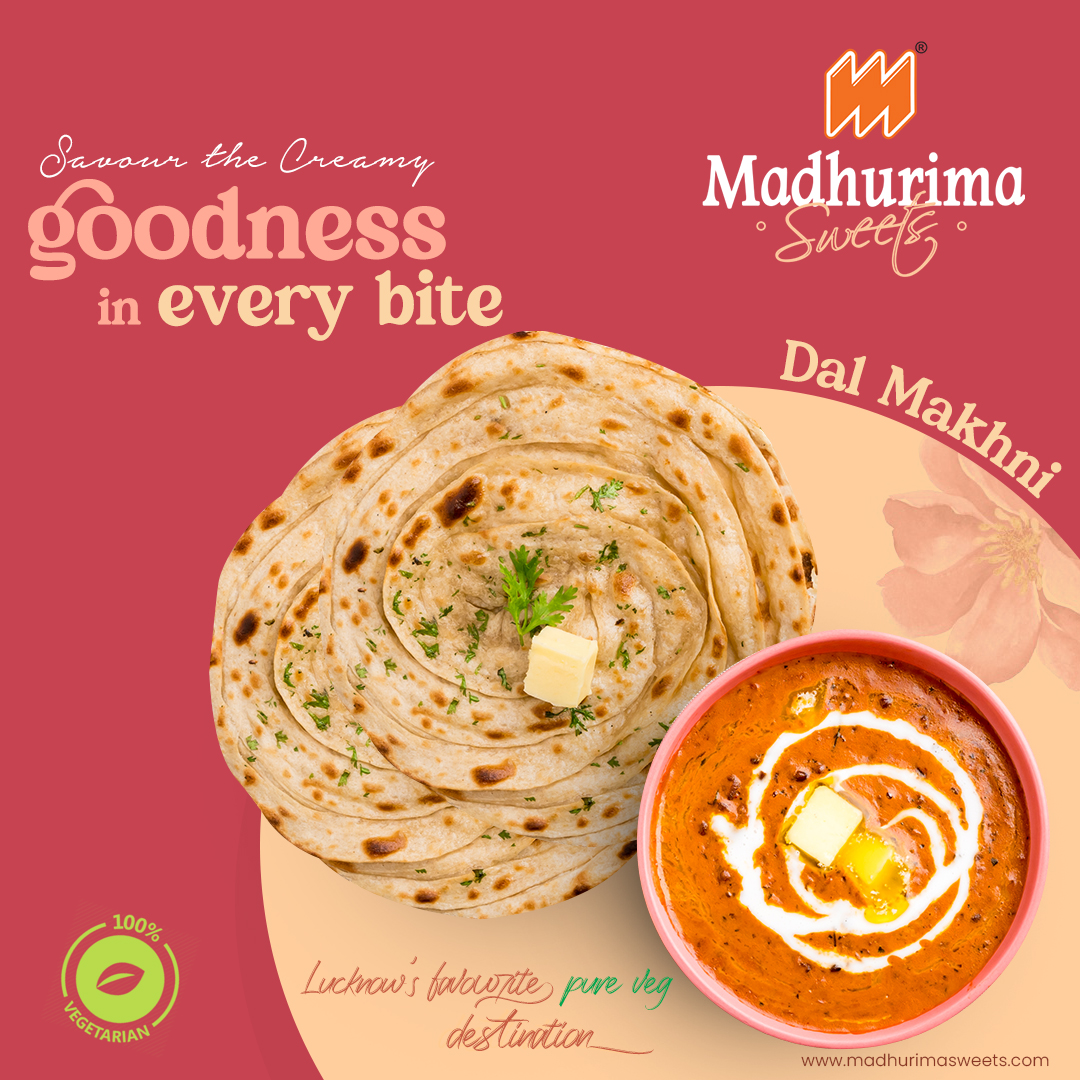 ®
Madhurima
Sweets
Savour the Creamy
goodness
in every bite
Dal Makhni
100%
VEGETARIAN
Lucknow's favourite pure veg
destination
www.madhurimasweets.com